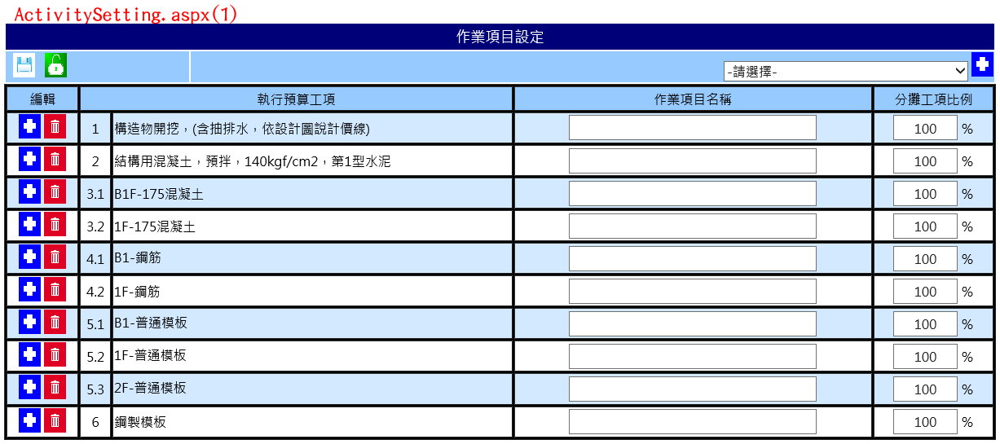 ActivitySetting.aspx(1)
作業項目設定
-請選擇-
編輯 執行預算工項 作業項目名稱 分攤工項比例
1 構造物開挖，(含抽排水，依設計圖說計價線) 100 %
2 結構用混凝土，預拌，140kgf/cm2，第1型水泥 100 %
3.1 B1F-175混凝土 100 %
3.2 1F-175混凝土 100 %
4.1 B1-鋼筋 100 %
4.2 1F-鋼筋 100 %
5.1 B1-普通模板 100 %
5.2 1F-普通模板 100 %
5.3 2F-普通模板 100 %
6 鋼製模板 100 %